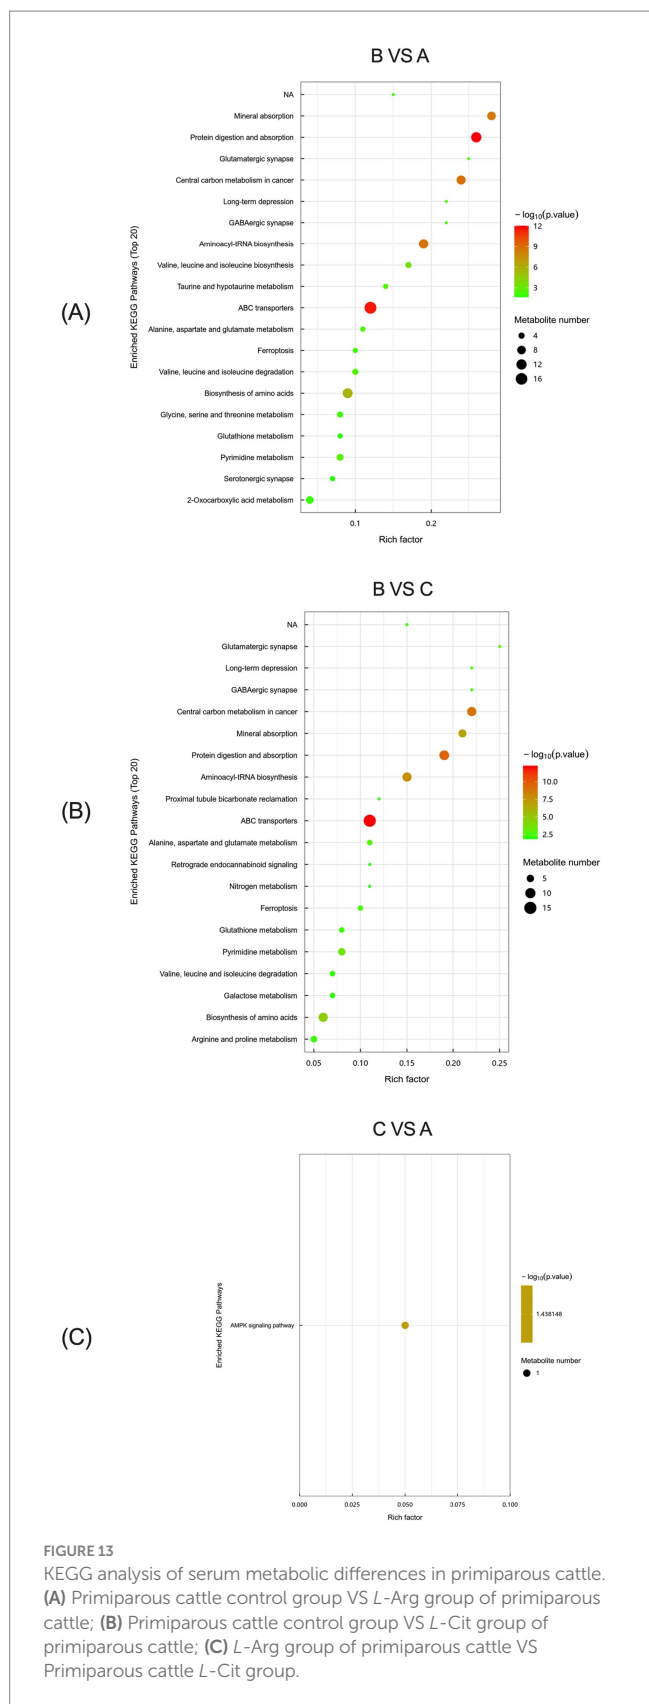 B VS A
NA
Mineral absorption
Protein digestion and absorption
Glutamatergic synapse
Central carbon metabolism in cancer
Long-term depression
GABAergic synapse
Aminoacyl-tRNA biosynthesis
Valine, leucine and isoleucine biosynthesis
Taurine and hypotaurine metabolism
ABC transporters
Alanine, aspartate and glutamate metabolism
Ferroptosis
Valine, leucine and isoleucine degradation
Biosynthesis of amino acids
Glycine, serine and threonine metabolism
Glutathione metabolism
Pyrimidine metabolism
Serotonergic synapse
2-Oxocarboxylic acid metabolism
Enriched KEGG Pathways (Top 20)
(A)
0.1 0.2
Rich factor
−log10(p.value)
12
9
6
3
Metabolite number
4
8
12
16
B VS C
NA
Glutamatergic synapse
Long-term depression
GABAergic synapse
Central carbon metabolism in cancer
Mineral absorption
Protein digestion and absorption
Aminoacyl-tRNA biosynthesis
Proximal tubule bicarbonate reclamation
ABC transporters
Alanine, aspartate and glutamate metabolism
Retrograde endocannabinoid signaling
Nitrogen metabolism
Ferroptosis
Glutathione metabolism
Pyrimidine metabolism
Valine, leucine and isoleucine degradation
Galactose metabolism
Biosynthesis of amino acids
Arginine and proline metabolism
Enriched KEGG Pathways (Top 20)
(B)
0.05 0.10 0.15 0.20 0.25
Rich factor
−log10(p.value)
10.0
7.5
5.0
2.5
Metabolite number
5
10
15
C VS A
AMPK signaling pathway
Enriched KEGG Pathways
(C)
0.000 0.025 0.050 0.075 0.100
Rich factor
−log10(p.value)
1.438148
Metabolite number
1
FIGURE 13
KEGG analysis of serum metabolic differences in primiparous cattle.
(A) Primiparous cattle control group VS L-Arg group of primiparous
cattle; (B) Primiparous cattle control group VS L-Cit group of
primiparous cattle; (C) L-Arg group of primiparous cattle VS
Primiparous cattle L-Cit group.